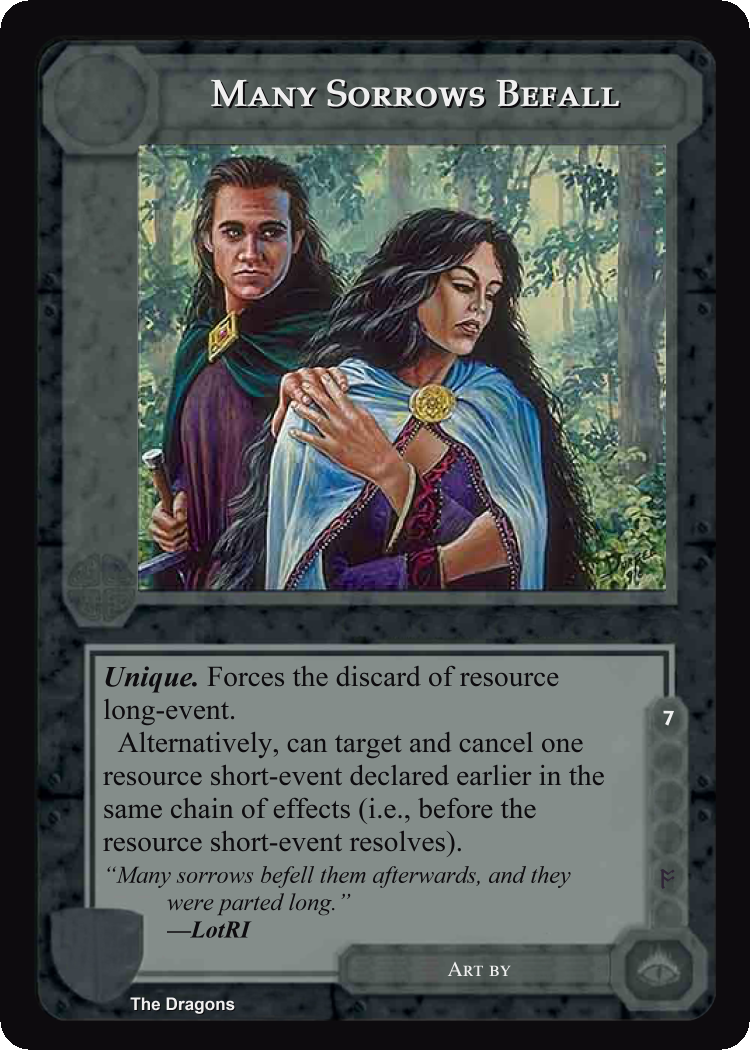 MANY SORROWS BEFALL
Unique. Forces the discard of resource
long-event.
Alternatively, can target and cancel one
resource short-event declared earlier in the
same chain of effects (i.e., before the
resource short-event resolves).
“Many sorrows befell them afterwards, and they
were parted long.”
—LotRI
7
ART BY
The Dragons